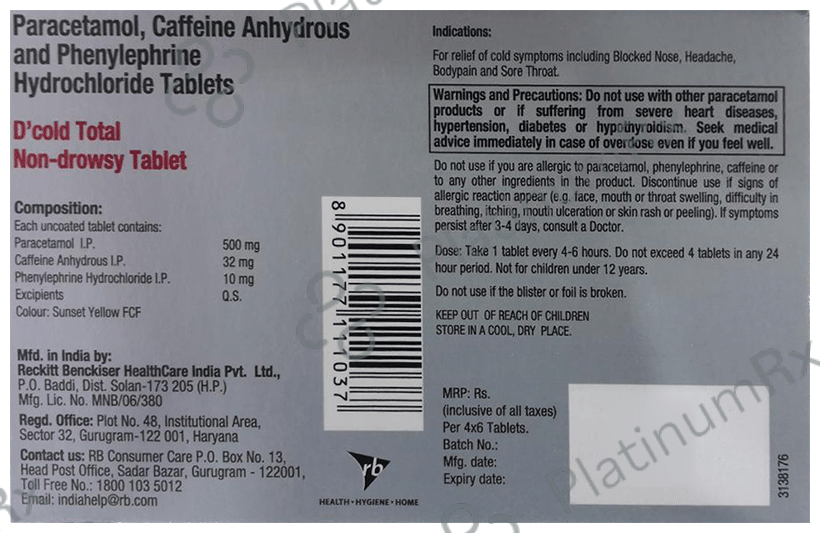 Paracetamol, Caffeine Anhydrous
and Phenylephrine
Hydrochloride Tablets
D'cold Total
Non-drowsy Tablet
Composition:
Each uncoated tablet contains:
Paracetamol I.P. 500 mg
Caffeine Anhydrous I.P. 32 mg
Phenylephrine Hydrochloride I.P. 10 mg
Excipients Q.S.
Colour: Sunset Yellow FCF
Mfd. in India by:
Reckitt Benckiser HealthCare India Pvt. Ltd.,
P.O. Baddi, Dist. Solan-173 205 (H.P.)
Mfg. Lic. No. MNB/06/380
Regd. Office: Plot No. 48, Institutional Area,
Sector 32, Gurugram-122 001, Haryana
Contact us: RB Consumer Care P.O. Box No. 13,
Head Post Office, Sadar Bazar, Gurugram - 122001,
Toll Free No.: 1800 103 5012
Email: indiahelp@rb.com
8901177111037
rb
HEALTH • HYGIENE • HOME
Indications:
For relief of cold symptoms including Blocked Nose, Headache,
Bodypain and Sore Throat.
Warnings and Precautions: Do not use with other paracetamol
products or if suffering from severe heart diseases,
hypertension, diabetes or hypothyroidism. Seek medical
advice immediately in case of overdose even if you feel well.
Do not use if you are allergic to paracetamol, phenylephrine, caffeine or
to any other ingredients in the product. Discontinue use if signs of
allergic reaction appear (e.g. face, mouth or throat swelling, difficulty in
breathing, itching, mouth ulceration or skin rash or peeling). If symptoms
persist after 3-4 days, consult a Doctor.
Dose: Take 1 tablet every 4-6 hours. Do not exceed 4 tablets in any 24
hour period. Not for children under 12 years.
Do not use if the blister or foil is broken.
KEEP OUT OF REACH OF CHILDREN
STORE IN A COOL, DRY PLACE.
MRP: Rs.
(inclusive of all taxes)
Per 4x6 Tablets.
Batch No.:
Mfg. date:
Expiry date:
3138176
PlatinumRx